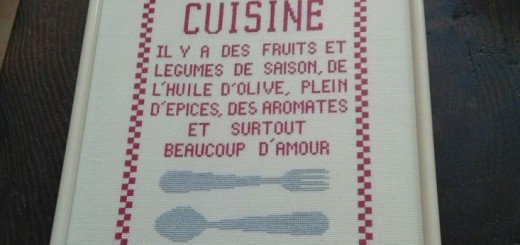 CUISINE
IL Y A DES FRUITS ET
LEGUMES DE SAISON, DE
L'HUILE D'OLIVE, PLEIN
D'EPICES, DES AROMATES
ET SURTOUT
BEAUCOUP D'AMOUR